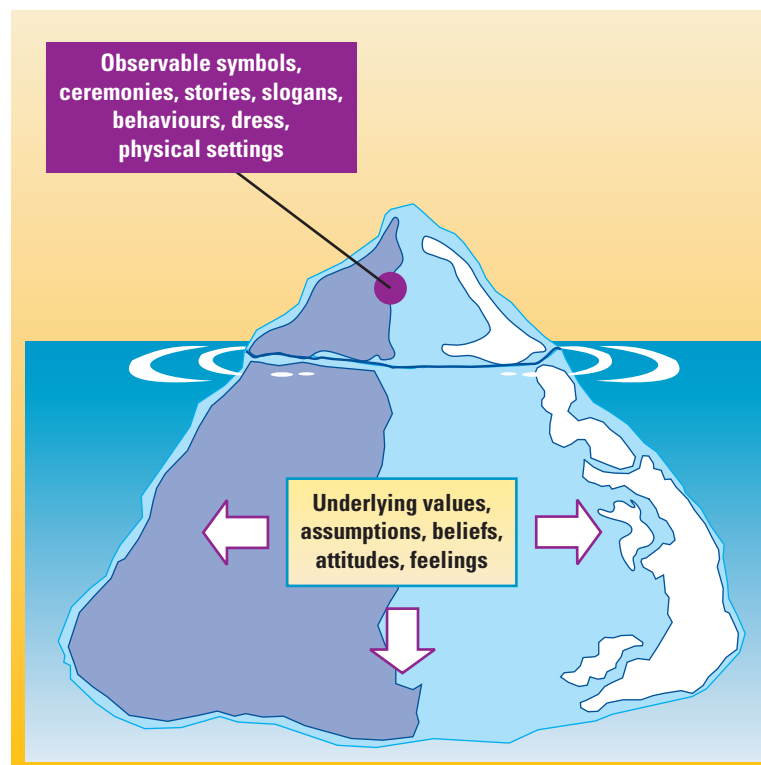 Observable symbols,
ceremonies, stories, slogans,
behaviours, dress,
physical settings
Underlying values,
assumptions, beliefs,
attitudes, feelings